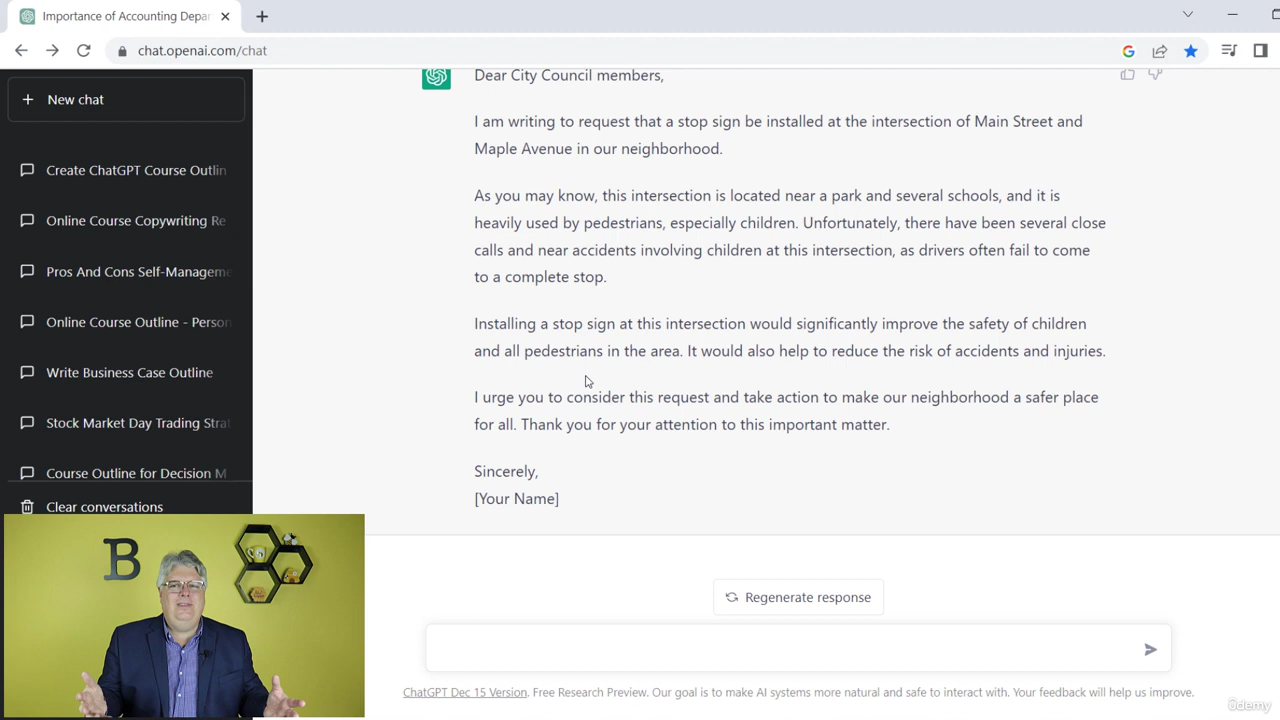 Importance of Accounting Depar
chat.openai.com/chat
New chat
Create ChatGPT Course Outlin
Online Course Copywriting Re
Pros And Cons Self-Manageme
Online Course Outline - Person
Write Business Case Outline
Stock Market Day Trading Strat
Course Outline for Decision M
Clear conversations
Dear City Council members,
I am writing to request that a stop sign be installed at the intersection of Main Street and
Maple Avenue in our neighborhood.
As you may know, this intersection is located near a park and several schools, and it is
heavily used by pedestrians, especially children. Unfortunately, there have been several close
calls and near accidents involving children at this intersection, as drivers often fail to come
to a complete stop.
Installing a stop sign at this intersection would significantly improve the safety of children
and all pedestrians in the area. It would also help to reduce the risk of accidents and injuries.
I urge you to consider this request and take action to make our neighborhood a safer place
for all. Thank you for your attention to this important matter.
Sincerely,
[Your Name]
Regenerate response
ChatGPT Dec 15 Version. Free Research Preview. Our goal is to make AI systems more natural and safe to interact with. Your feedback will help us improve.
B
ûdemy